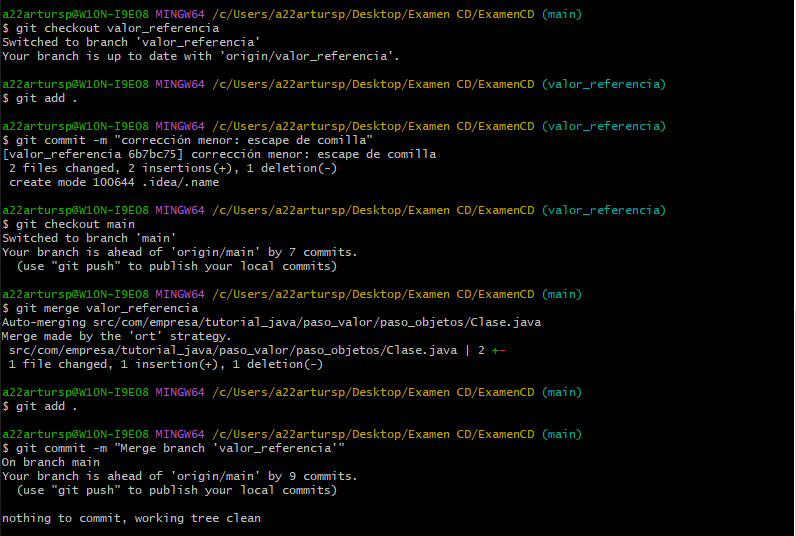 a22artursp@W10N-I9E08 MINGW64 /c/Users/a22artursp/Desktop/Examen CD/ExamenCD (main)
$ git checkout valor_referencia
Switched to branch 'valor_referencia'
Your branch is up to date with 'origin/valor_referencia'.

a22artursp@W10N-I9E08 MINGW64 /c/Users/a22artursp/Desktop/Examen CD/ExamenCD (valor_referencia)
$ git add .

a22artursp@W10N-I9E08 MINGW64 /c/Users/a22artursp/Desktop/Examen CD/ExamenCD (valor_referencia)
$ git commit -m "corrección menor: escape de comilla"
[valor_referencia 6b7bc75] corrección menor: escape de comilla
 2 files changed, 2 insertions(+), 1 deletion(-)
 create mode 100644 .idea/.name

a22artursp@W10N-I9E08 MINGW64 /c/Users/a22artursp/Desktop/Examen CD/ExamenCD (valor_referencia)
$ git checkout main
Switched to branch 'main'
Your branch is ahead of 'origin/main' by 7 commits.
  (use "git push" to publish your local commits)

a22artursp@W10N-I9E08 MINGW64 /c/Users/a22artursp/Desktop/Examen CD/ExamenCD (main)
$ git merge valor_referencia
Auto-merging src/com/empresa/tutorial_java/paso_valor/paso_objetos/Clase.java
Merge made by the 'ort' strategy.
 src/com/empresa/tutorial_java/paso_valor/paso_objetos/Clase.java | 2 +-
 1 file changed, 1 insertion(+), 1 deletion(-)

a22artursp@W10N-I9E08 MINGW64 /c/Users/a22artursp/Desktop/Examen CD/ExamenCD (main)
$ git add .

a22artursp@W10N-I9E08 MINGW64 /c/Users/a22artursp/Desktop/Examen CD/ExamenCD (main)
$ git commit -m "Merge branch 'valor_referencia'"
On branch main
Your branch is ahead of 'origin/main' by 9 commits.
  (use "git push" to publish your local commits)

nothing to commit, working tree clean